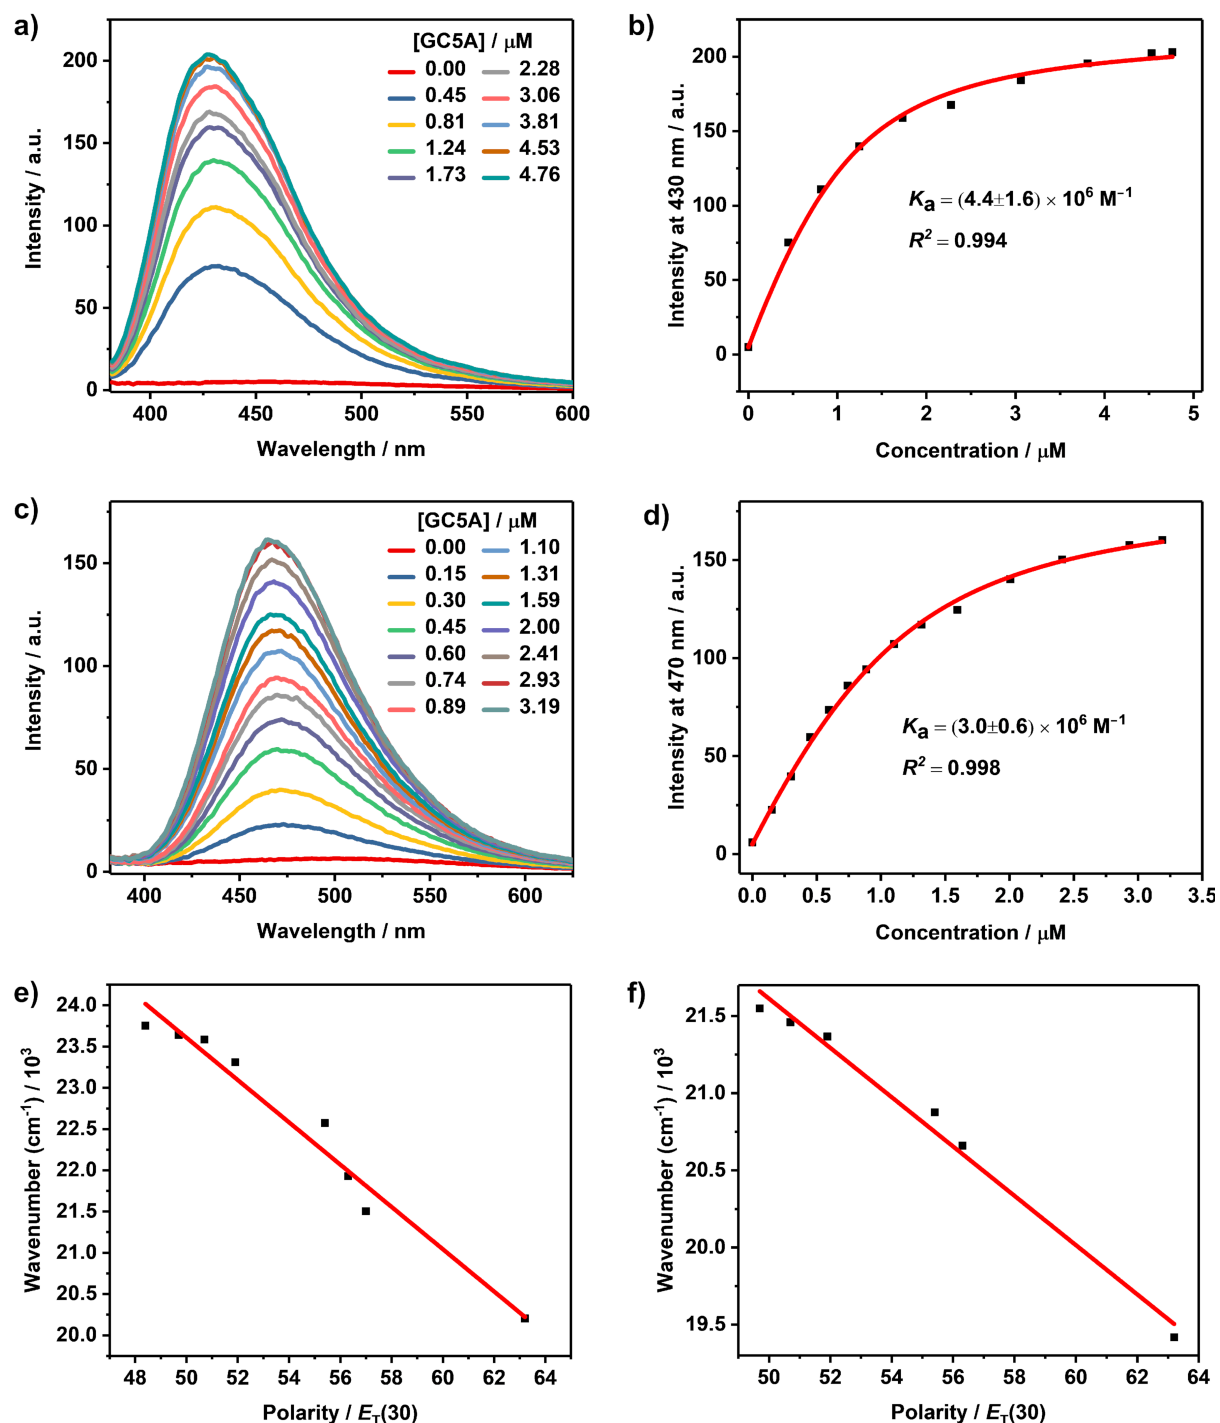 a)
[GC5A] / μM
0.00 2.28
0.45 3.06
0.81 3.81
1.24 4.53
1.73 4.76
200
150
100
50
0
Intensity / a.u.
400 450 500 550 600
Wavelength / nm
b)
200
150
100
50
0
Intensity at 430 nm / a.u.
Ka = (4.4±1.6) × 10⁶ M⁻¹
R² = 0.994
0 1 2 3 4 5
Concentration / μM
c)
[GC5A] / μM
0.00 1.10
0.15 1.31
0.30 1.59
0.45 2.00
0.60 2.41
0.74 2.93
0.89 3.19
150
100
50
0
Intensity / a.u.
400 450 500 550 600
Wavelength / nm
d)
150
100
50
0
Intensity at 470 nm / a.u.
Ka = (3.0±0.6) × 10⁶ M⁻¹
R² = 0.998
0.0 0.5 1.0 1.5 2.0 2.5 3.0 3.5
Concentration / μM
e)
24.0
23.5
23.0
22.5
22.0
21.5
21.0
20.5
20.0
Wavenumber (cm⁻¹) / 10³
48 50 52 54 56 58 60 62 64
Polarity / ET(30)
f)
21.5
21.0
20.5
20.0
19.5
Wavenumber (cm⁻¹) / 10³
50 52 54 56 58 60 62 64
Polarity / ET(30)